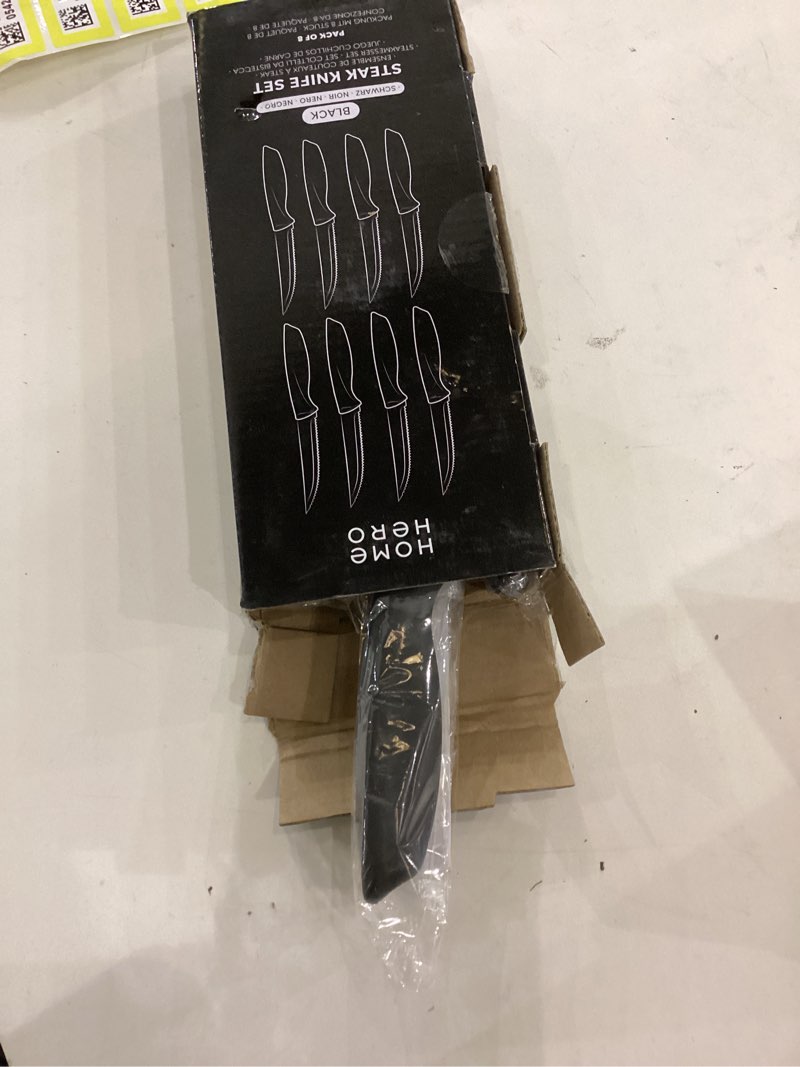 HOME
HERO
BLACK
· SCHWARZ · NOIR · NERO · NEGRO ·
STEAK KNIFE SET
· ENSEMBLE DE COUTEAUX À STEAK ·
STEAKMESSER SET · SET COLTELLI DA BISTECCA ·
· JUEGO CUCHILLOS DE CARNE ·
PACK OF 8
PACKUNG MIT 8 STÜCK · PAQUET DE 8
CONFEZIONE DA 8 · PAQUETE DE 8